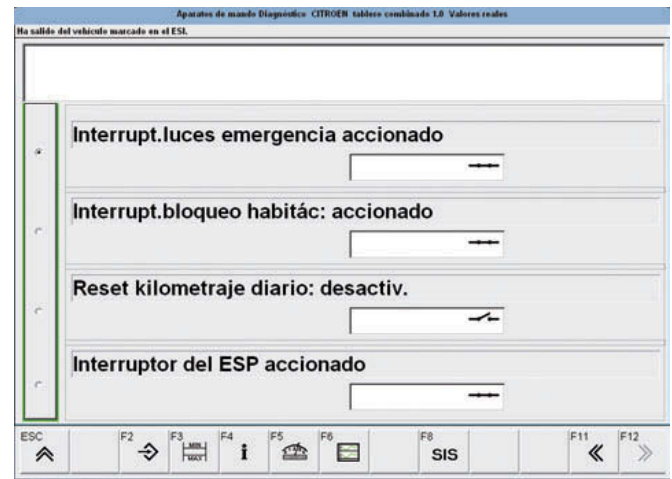 Aparatos de mando Diagnóstico CITROËN tablero combinado 1.0 Valores reales
Ha salido del vehículo marcado en el ESI.
Interrupt.luces emergencia accionado
Interrupt.bloqueo habitác: accionado
Reset kilometraje diario: desactiv.
Interruptor del ESP accionado
ESC F2 F3 MIN MAX F4 i F5 F6 F8 SIS F11 F12